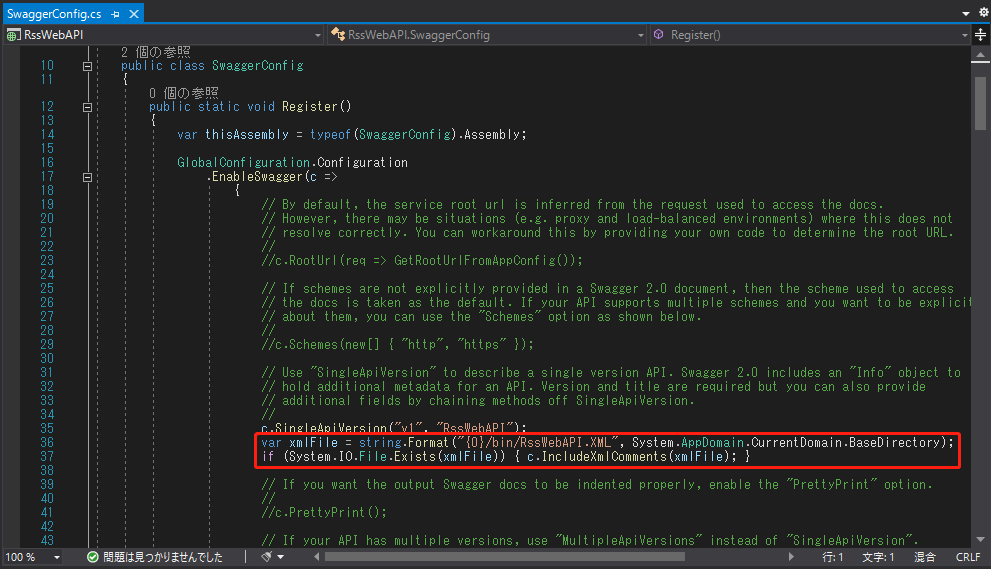 SwaggerConfig.cs
RssWebAPI RssWebAPI.SwaggerConfig Register()
2 個の参照
10 public class SwaggerConfig
11 {
0 個の参照
12 public static void Register()
13 {
14 var thisAssembly = typeof(SwaggerConfig).Assembly;
15
16 GlobalConfiguration.Configuration
17 .EnableSwagger(c =>
18 {
19 // By default, the service root url is inferred from the request used to access the docs.
20 // However, there may be situations (e.g. proxy and load-balanced environments) where this does not
21 // resolve correctly. You can workaround this by providing your own code to determine the root URL.
22 //
23 //c.RootUrl(req => GetRootUrlFromAppConfig());
24
25 // If schemes are not explicitly provided in a Swagger 2.0 document, then the scheme used to access
26 // the docs is taken as the default. If your API supports multiple schemes and you want to be explicit
27 // about them, you can use the "Schemes" option as shown below.
28 //
29 //c.Schemes(new[] { "http", "https" });
30
31 // Use "SingleApiVersion" to describe a single version API. Swagger 2.0 includes an "Info" object to
32 // hold additional metadata for an API. Version and title are required but you can also provide
33 // additional fields by chaining methods off SingleApiVersion.
34 //
35 c.SingleApiVersion("v1", "RssWebAPI");
36 var xmlFile = string.Format("{0}/bin/RssWebAPI.XML", System.AppDomain.CurrentDomain.BaseDirectory);
37 if (System.IO.File.Exists(xmlFile)) { c.IncludeXmlComments(xmlFile); }
38
39 // If you want the output Swagger docs to be indented properly, enable the "PrettyPrint" option.
40 //
41 //c.PrettyPrint();
42
43 // If your API has multiple versions, use "MultipleApiVersions" instead of "SingleApiVersion".
100 % 問題は見つかりませんでした 行: 1 文字: 1 混合 CRLF